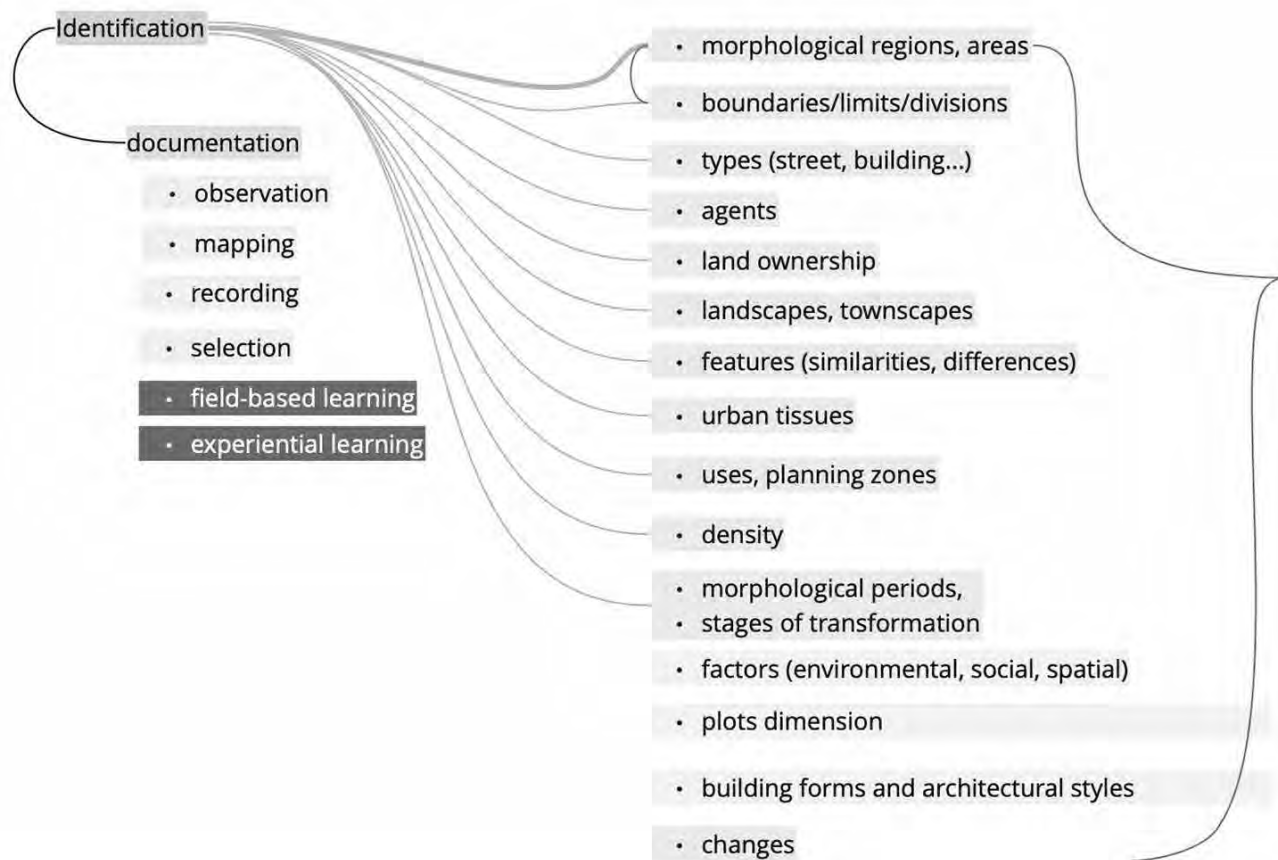 Identification
documentation
• observation
• mapping
• recording
• selection
• field-based learning
• experiential learning
• morphological regions, areas
• boundaries/limits/divisions
• types (street, building...)
• agents
• land ownership
• landscapes, townscapes
• features (similarities, differences)
• urban tissues
• uses, planning zones
• density
• morphological periods,
• stages of transformation
• factors (environmental, social, spatial)
• plots dimension
• building forms and architectural styles
• changes